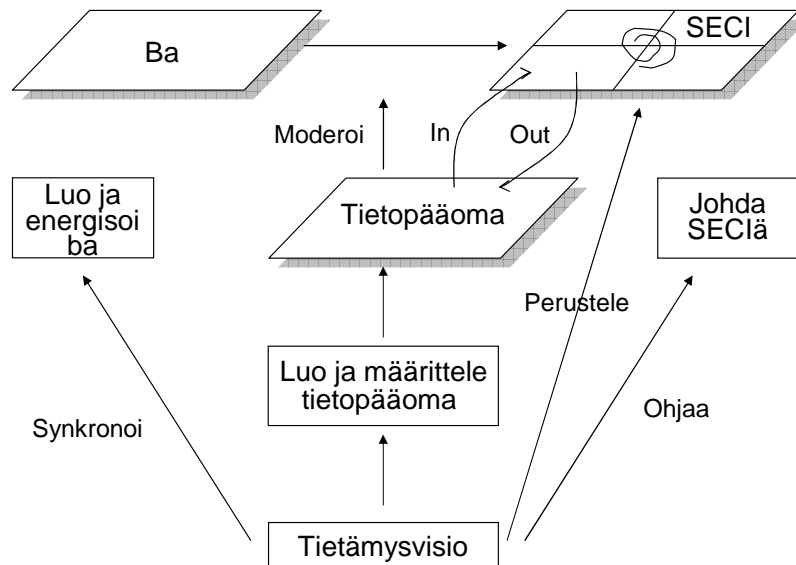 SECI
Ba
Moderoi
In
Out
Luo ja
energisoi
ba
Tietopääoma
Johda
SECIä
Perustele
Luo ja määrittele
tietopääoma
Synkronoi
Ohjaa
Tietämysvisio